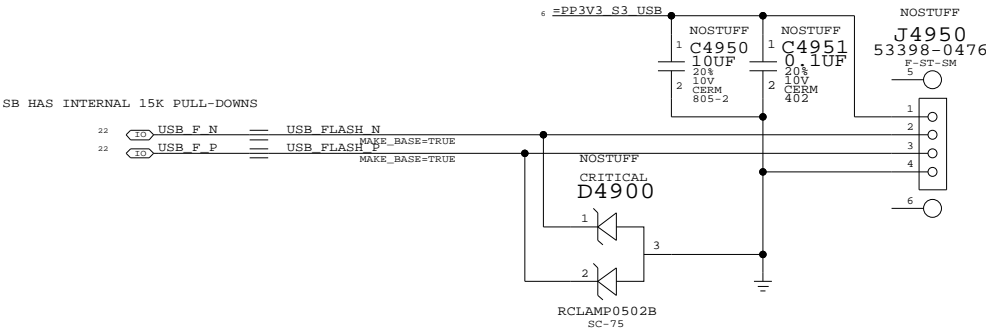 6 =PP3V3_S3_USB
NOSTUFF
J4950
53398-0476
F-ST-SM
5
NOSTUFF
1 C4950
10UF
20%
10V
2 CERM
805-2
NOSTUFF
1 C4951
0.1UF
20%
10V
2 CERM
402
SB HAS INTERNAL 15K PULL-DOWNS
1
22 IO USB_F_N USB_FLASH_N 2
MAKE_BASE=TRUE
22 IO USB_F_P USB_FLASH_P 3
MAKE_BASE=TRUE
4
NOSTUFF
CRITICAL
D4900
6
1
3
2
RCLAMP0502B
SC-75